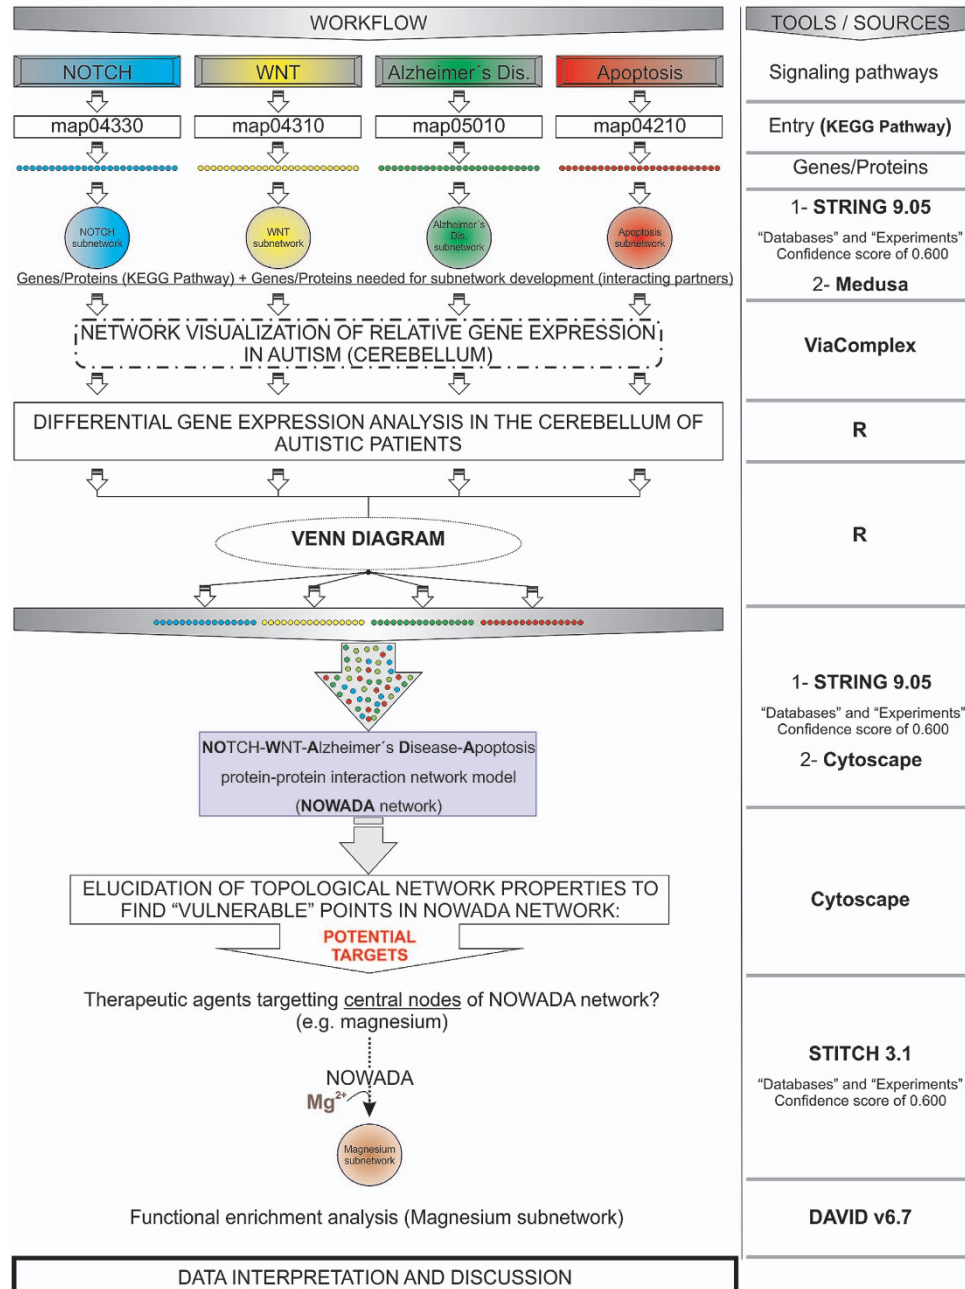 WORKFLOW
TOOLS / SOURCES
NOTCH
WNT
Alzheimer´s Dis.
Apoptosis
Signaling pathways
map04330
map04310
map05010
map04210
Entry (KEGG Pathway)
Genes/Proteins
NOTCH
subnetwork
WNT
subnetwork
Alzheimer´s
Dis.
subnetwork
Apoptosis
subnetwork
1- STRING 9.05
“Databases” and “Experiments”
Confidence score of 0.600
2- Medusa
Genes/Proteins (KEGG Pathway) + Genes/Proteins needed for subnetwork development (interacting partners)
NETWORK VISUALIZATION OF RELATIVE GENE EXPRESSION
IN AUTISM (CEREBELLUM)
ViaComplex
DIFFERENTIAL GENE EXPRESSION ANALYSIS IN THE CEREBELLUM OF
AUTISTIC PATIENTS
R
VENN DIAGRAM
R
1- STRING 9.05
“Databases” and “Experiments”
Confidence score of 0.600
2- Cytoscape
NOTCH-WNT-Alzheimer´s Disease-Apoptosis
protein-protein interaction network model
(NOWADA network)
ELUCIDATION OF TOPOLOGICAL NETWORK PROPERTIES TO
FIND “VULNERABLE” POINTS IN NOWADA NETWORK:
POTENTIAL
TARGETS
Cytoscape
Therapeutic agents targetting central nodes of NOWADA network?
(e.g. magnesium)
NOWADA
Mg²⁺
Magnesium
subnetwork
STITCH 3.1
“Databases” and “Experiments”
Confidence score of 0.600
Functional enrichment analysis (Magnesium subnetwork)
DAVID v6.7
DATA INTERPRETATION AND DISCUSSION